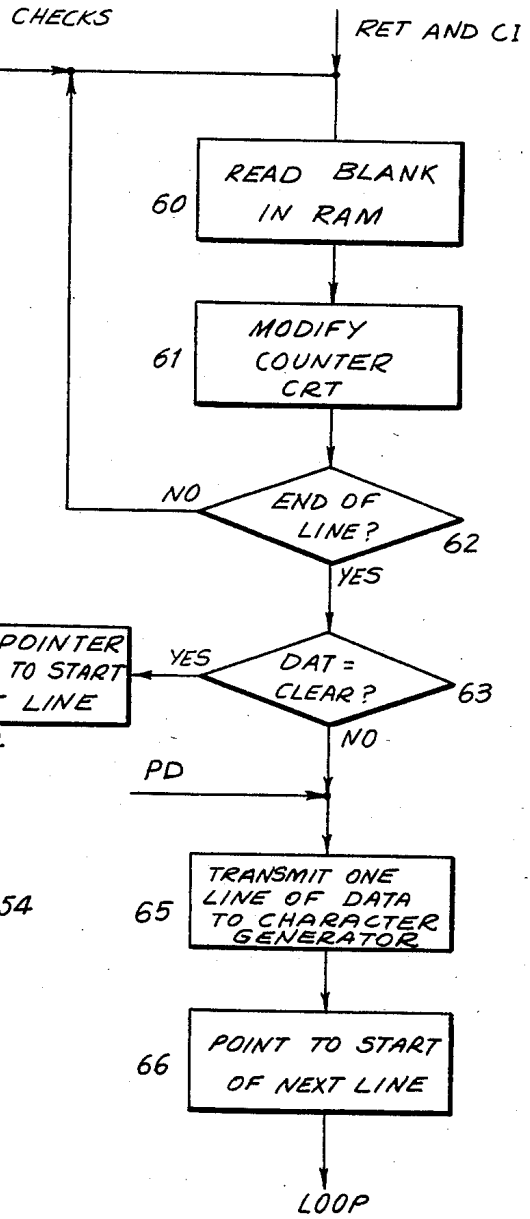 CHECKS
RET AND CI
READ BLANK
IN RAM
60
MODIFY
COUNTER
CRT
61
NO
END OF
LINE?
62
YES
POINTER
TO START
LINE
YES
DAT =
CLEAR?
63
NO
PD
54
65
TRANSMIT ONE
LINE OF DATA
TO CHARACTER
GENERATOR
66
POINT TO START
OF NEXT LINE
LOOP